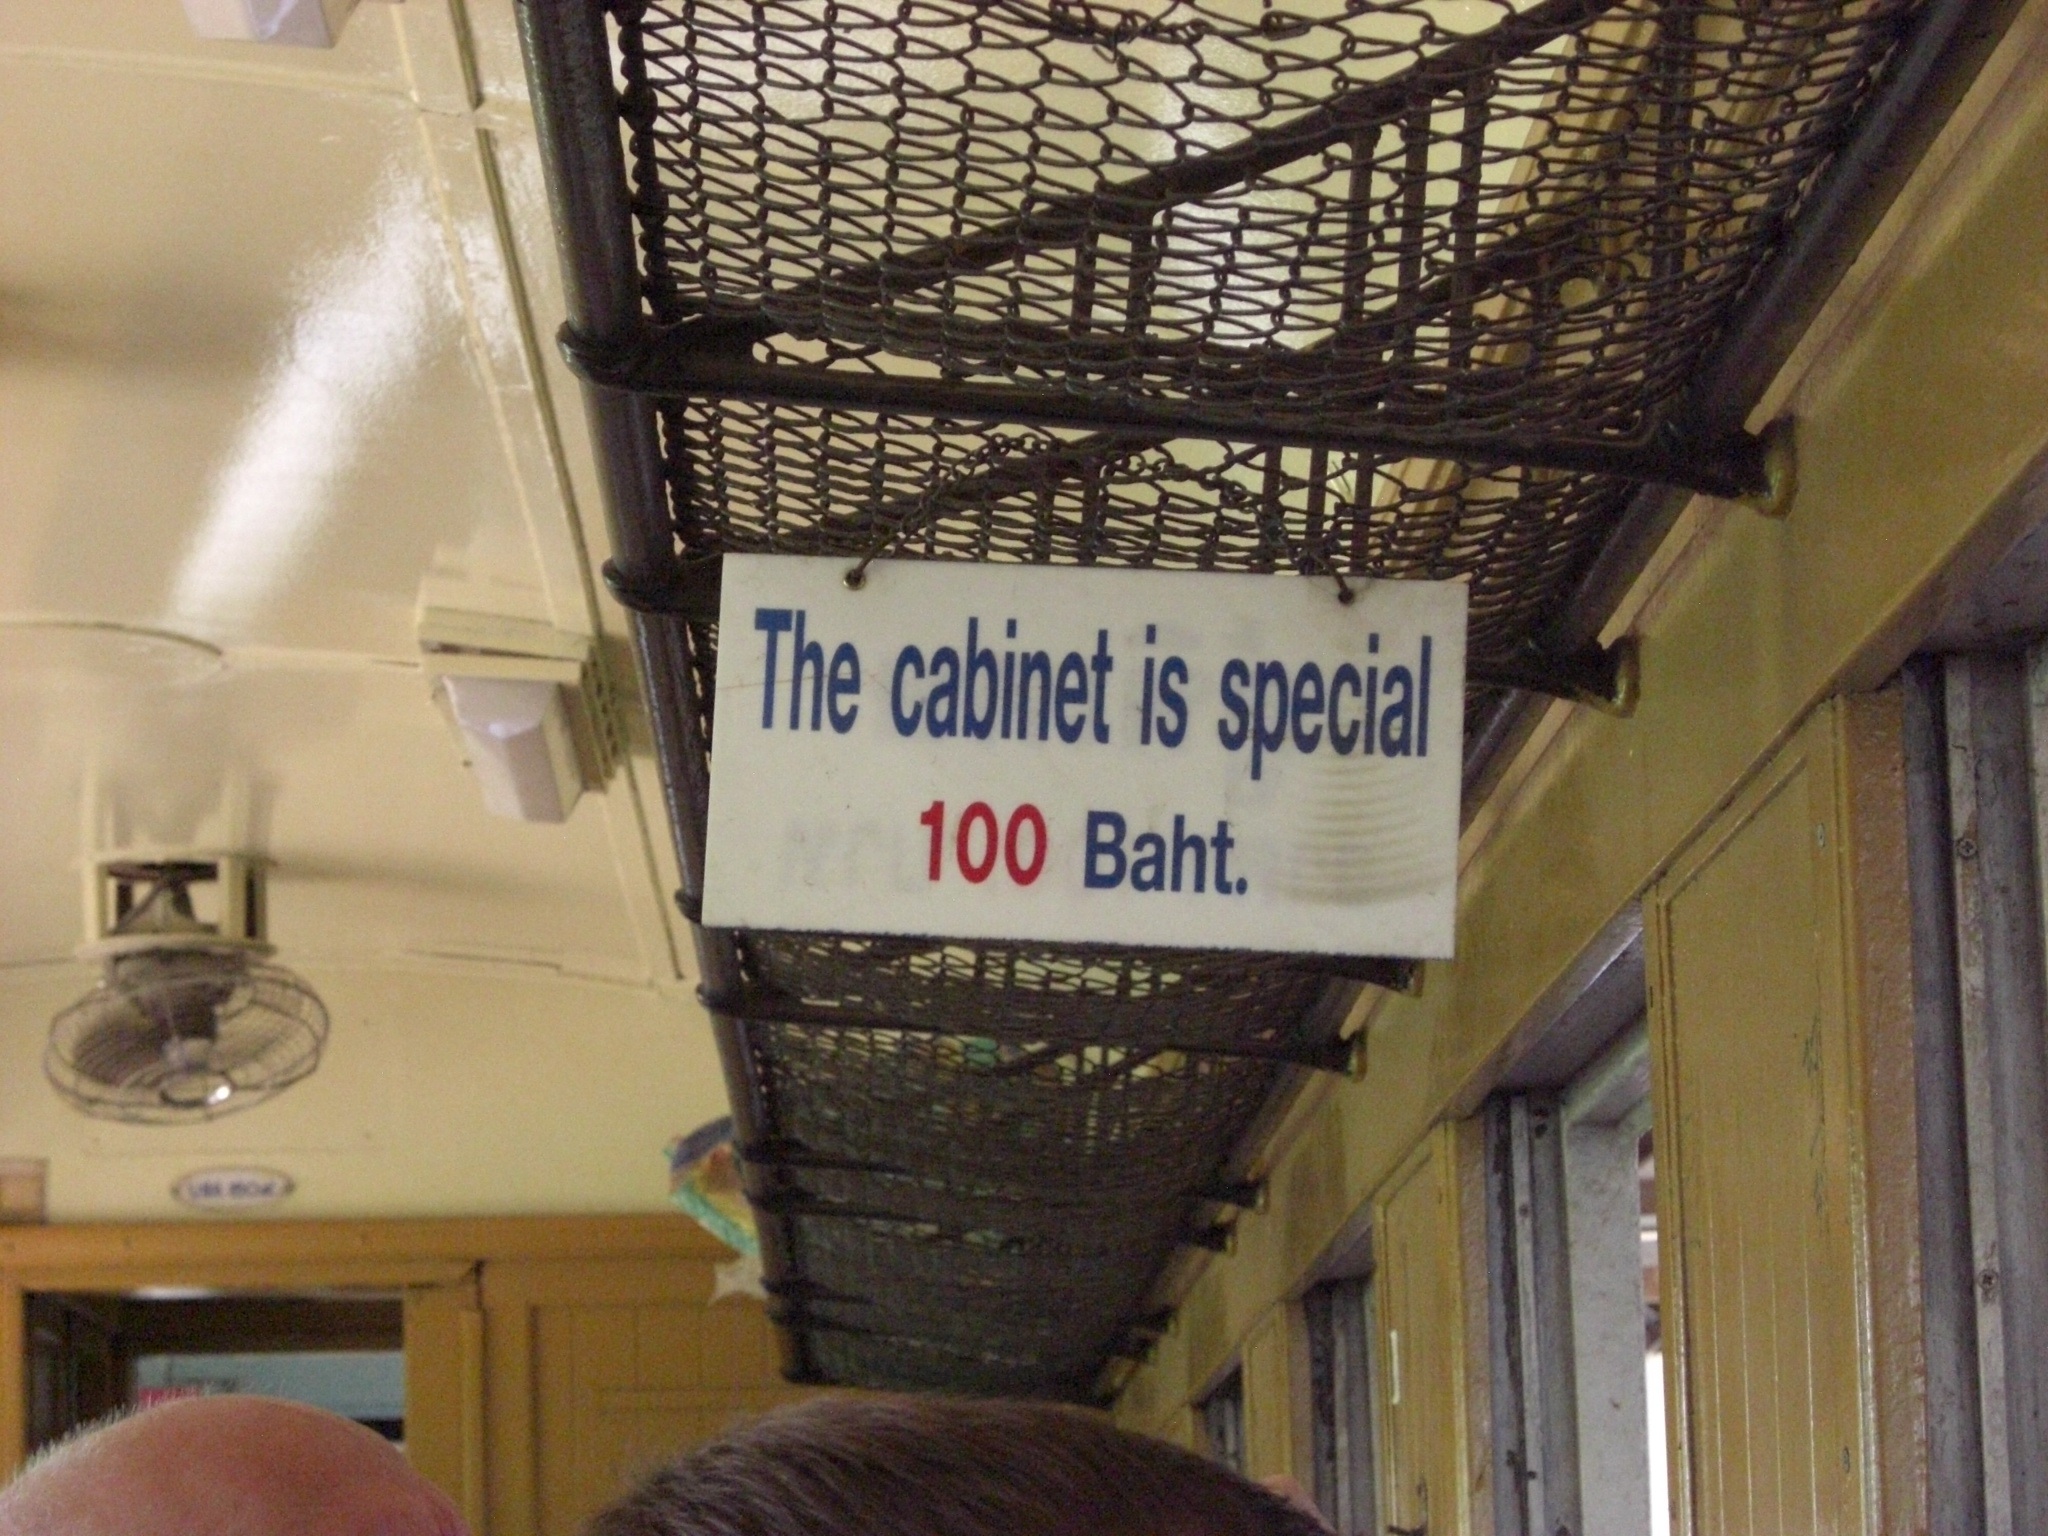 The cabinet is special
100 Baht.